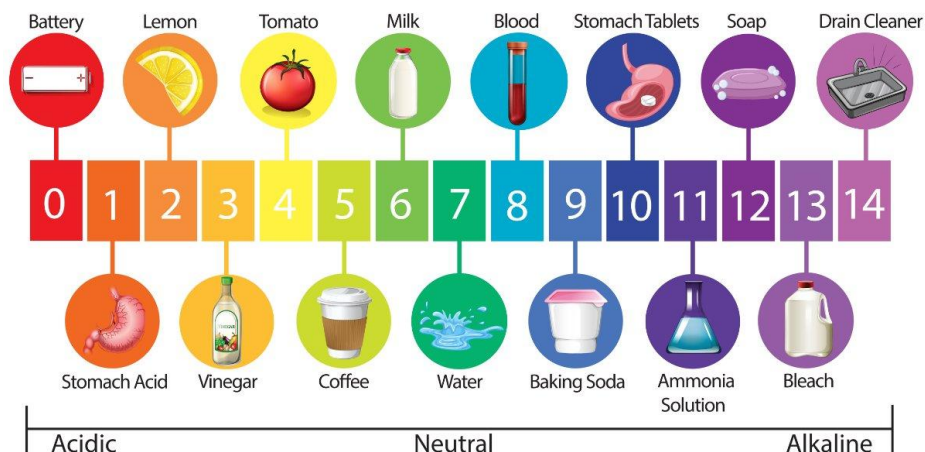 Battery Lemon Tomato Milk Blood Stomach Tablets Soap Drain Cleaner
0 1 2 3 4 5 6 7 8 9 10 11 12 13 14
Stomach Acid Vinegar Coffee Water Baking Soda Ammonia Solution Bleach
Acidic Neutral Alkaline